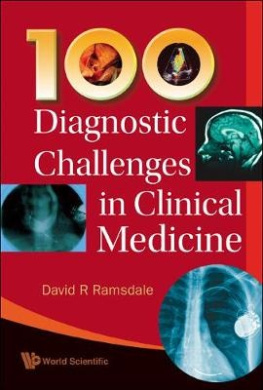 100
Diagnostic
Challenges
in Clinical
Medicine
David R Ramsdale
World Scientific